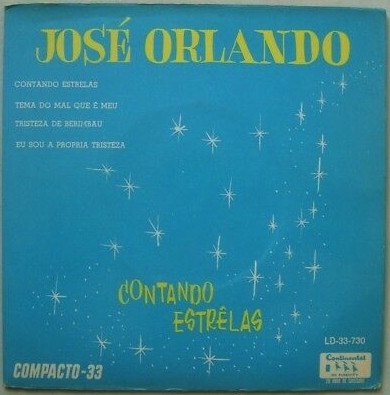 JOSÉ ORLANDO
CONTANDO ESTRELAS
TEMA DO MAL QUE É MEU
TRISTEZA DE BERIMBAU
EU SOU A PROPRIA TRISTEZA
CONTANDO
ESTRÊLAS
LD-33-730
Continental
COMPACTO-33